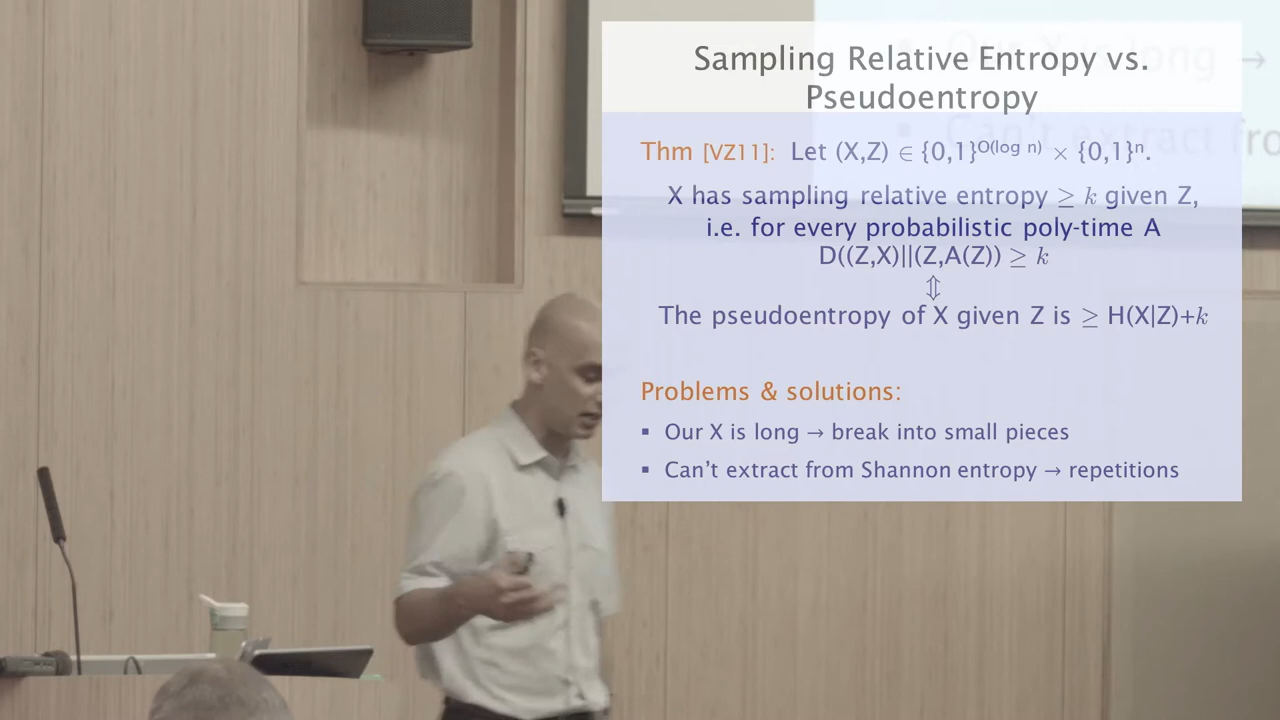 Sampling Relative Entropy vs.
Pseudoentropy
Thm [VZ11]: Let (X,Z) ∈ {0,1}^O(log n) × {0,1}^n.
X has sampling relative entropy ≥ k given Z,
i.e. for every probabilistic poly-time A
D((Z,X)||(Z,A(Z)) ≥ k
⇕
The pseudoentropy of X given Z is ≥ H(X|Z)+k
Problems & solutions:
▪ Our X is long → break into small pieces
▪ Can't extract from Shannon entropy → repetitions